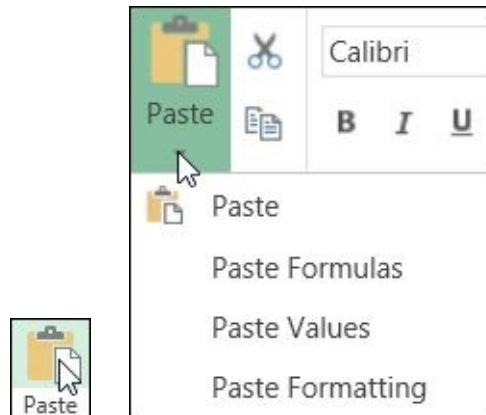 Calibri
Paste
B I U
Paste
Paste Formulas
Paste Values
Paste Formatting
Paste